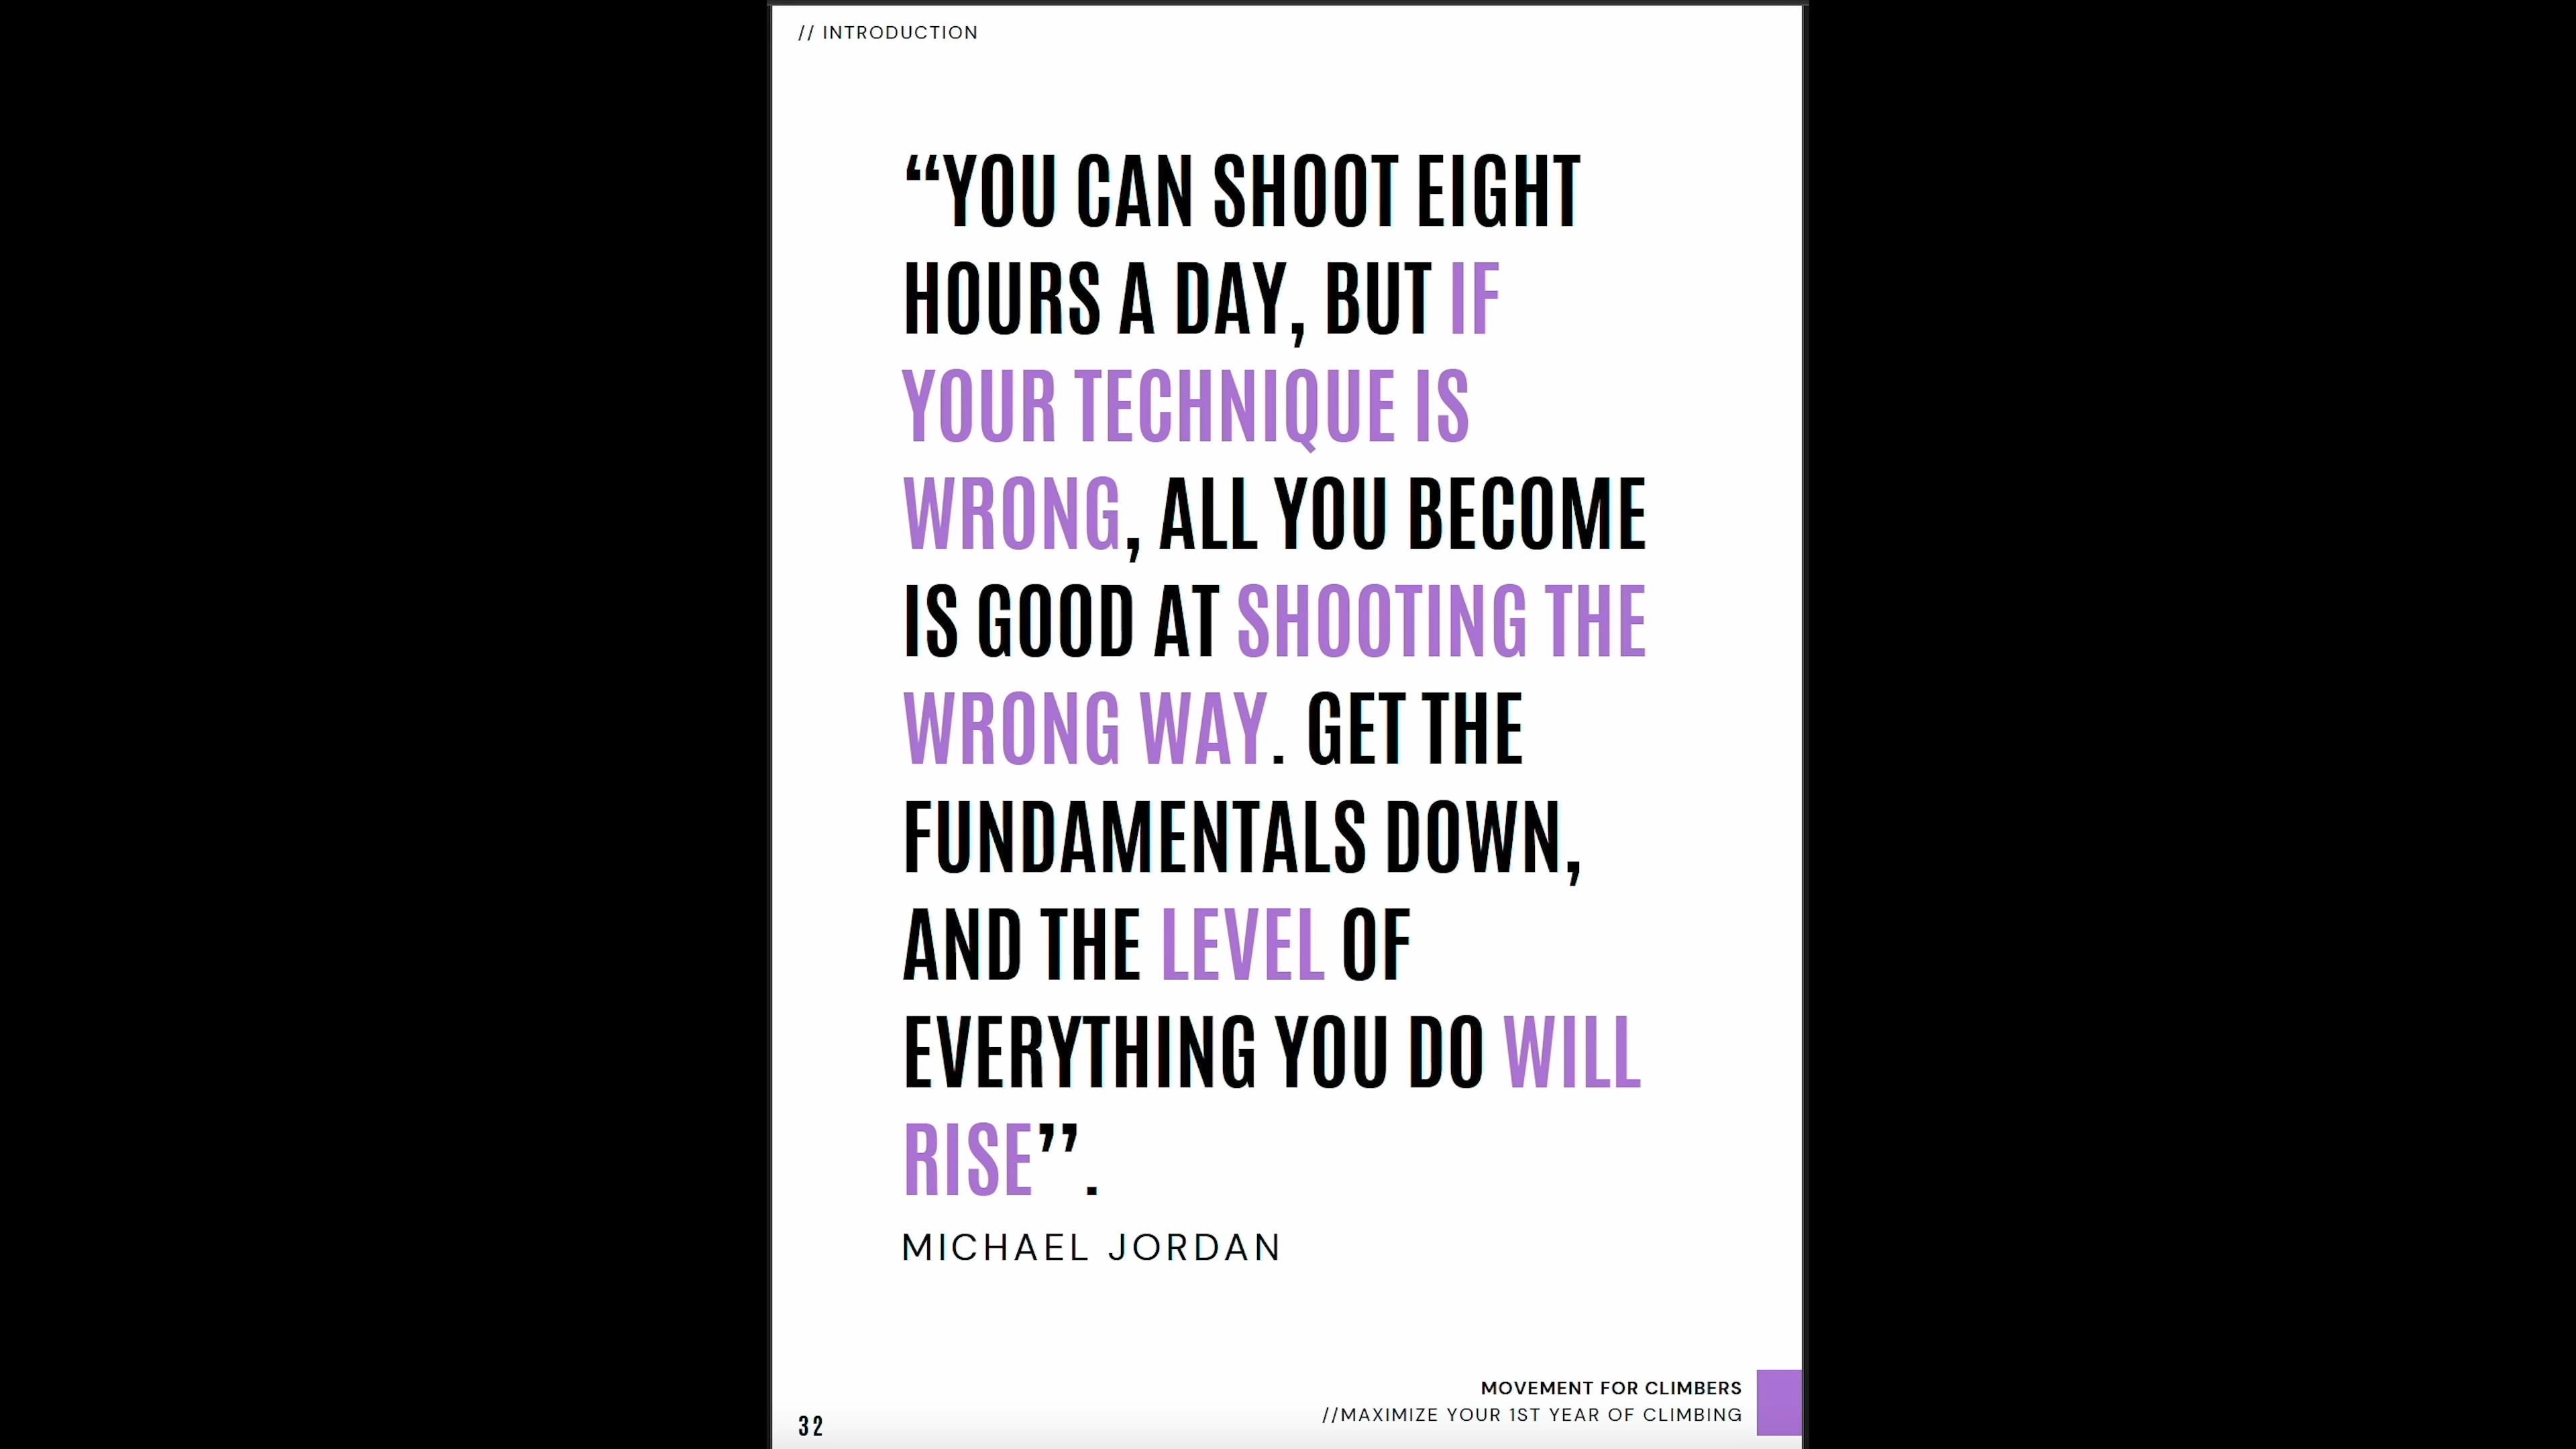 // INTRODUCTION
“YOU CAN SHOOT EIGHT
HOURS A DAY, BUT IF
YOUR TECHNIQUE IS
WRONG, ALL YOU BECOME
IS GOOD AT SHOOTING THE
WRONG WAY. GET THE
FUNDAMENTALS DOWN,
AND THE LEVEL OF
EVERYTHING YOU DO WILL
RISE”.
MICHAEL JORDAN
MOVEMENT FOR CLIMBERS
//MAXIMIZE YOUR 1ST YEAR OF CLIMBING
32